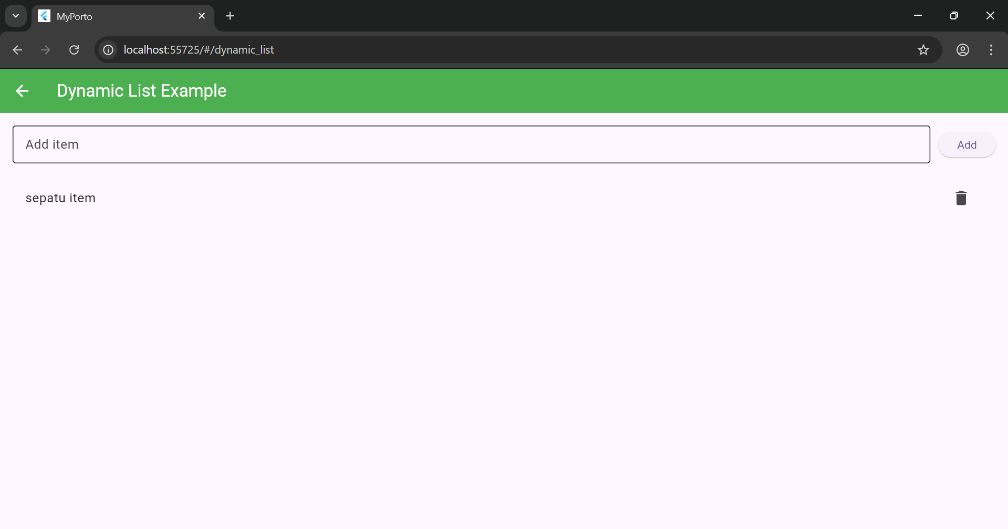 MyPorto
localhost:55725/#/dynamic_list
Dynamic List Example
Add item
Add
sepatu item